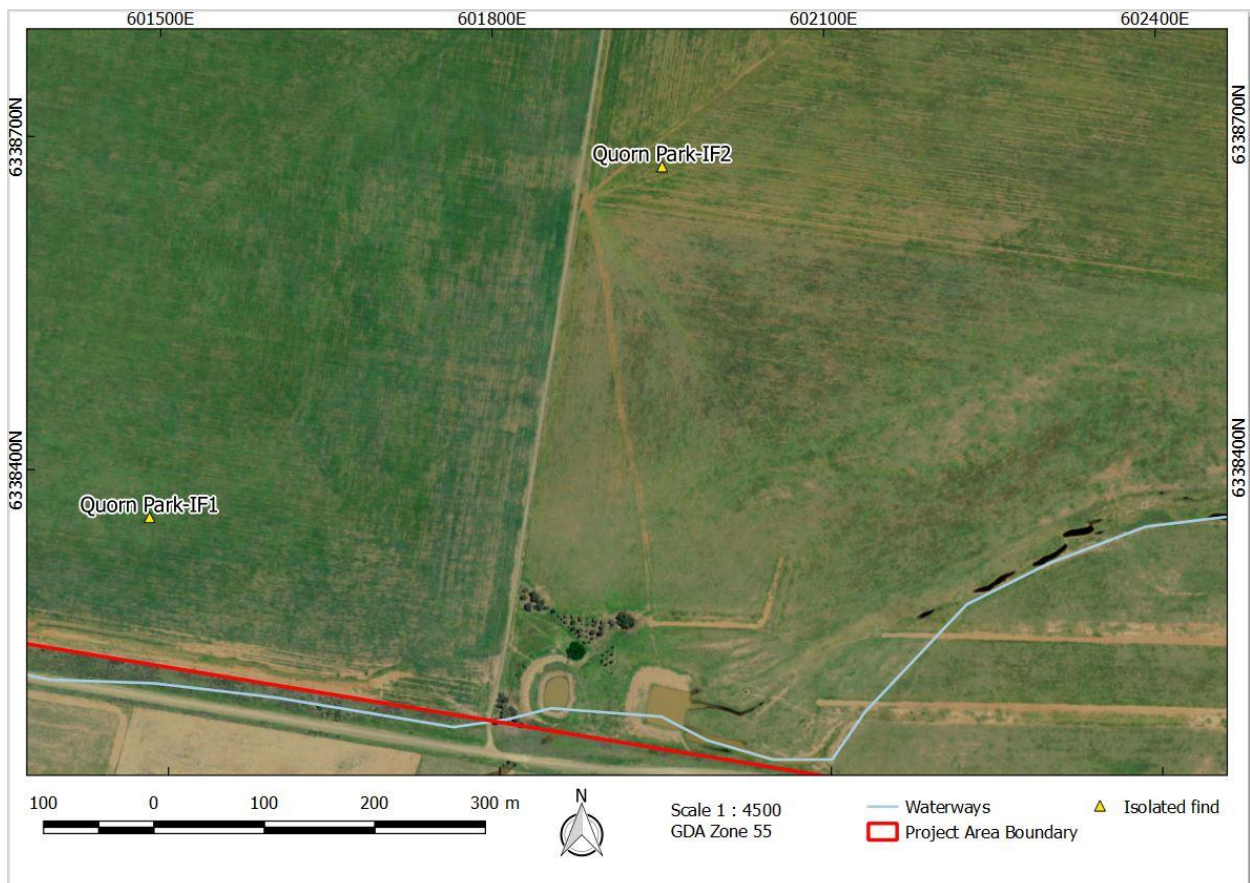 601500E 601800E 602100E 602400E
6338700N 6338700N
Quorn Park-IF2
6338400N 6338400N
Quorn Park-IF1
100 0 100 200 300 m
N
Scale 1 : 4500
GDA Zone 55
Waterways
Project Area Boundary
Isolated find